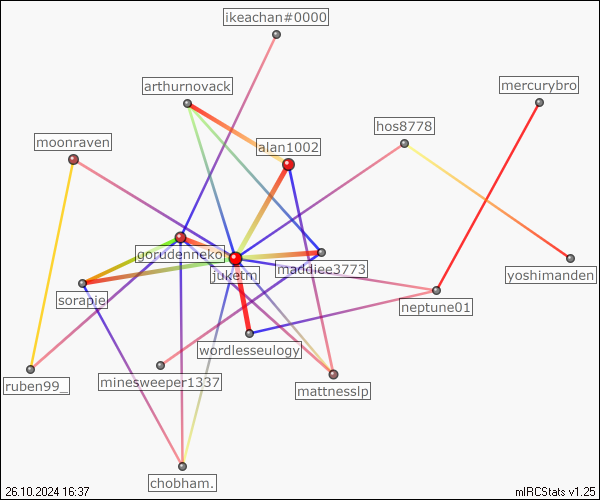 ikeachan#0000
arthurnovack
mercurybro
hos8778
moonraven
alan1002
gorudenneko
juketm
maddiee3773
yoshimanden
sorapie
neptune01
wordlesseulogy
ruben99_
minesweeper1337
mattnesslp
chobham.
26.10.2024 16:37
mIRCStats v1.25